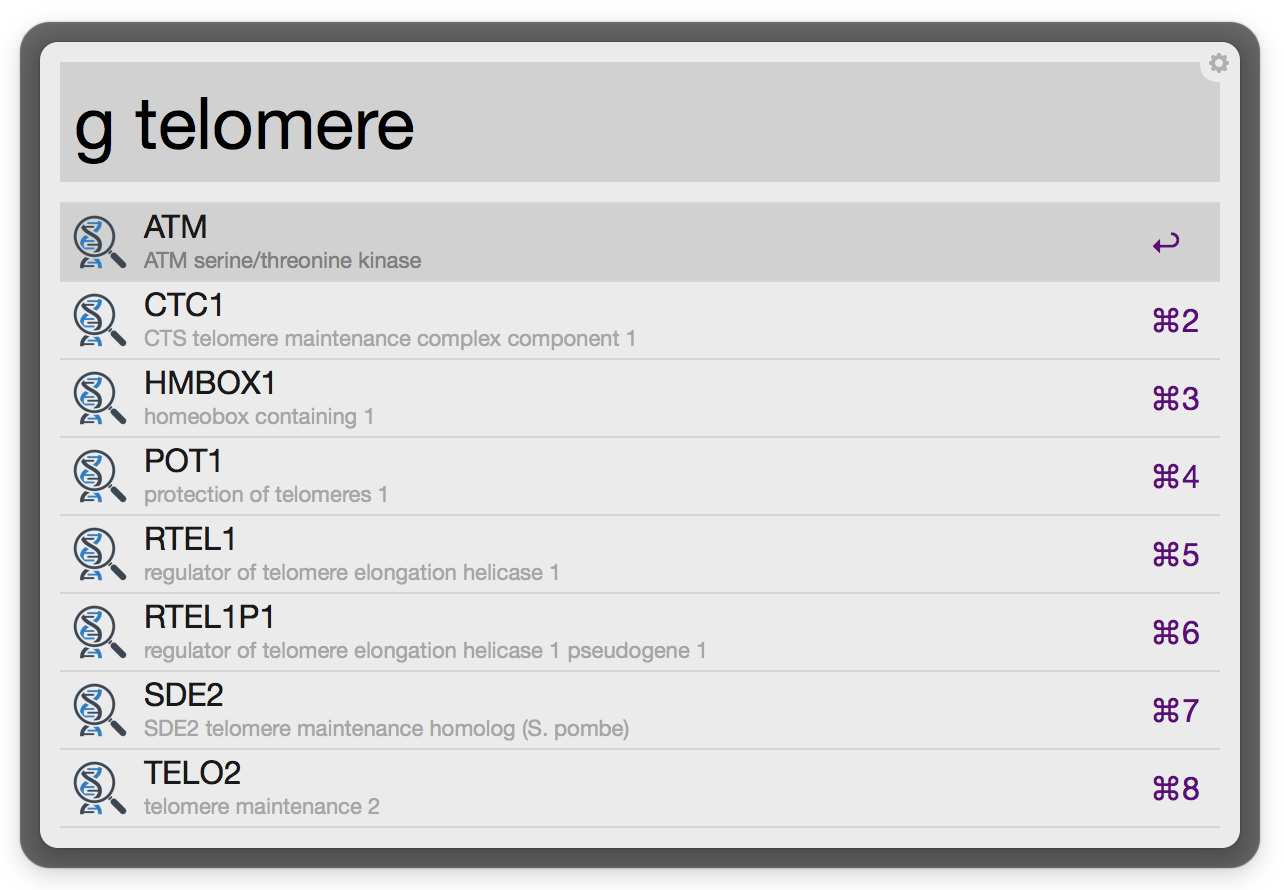 g telomere
ATM
ATM serine/threonine kinase
↩
CTC1
CTS telomere maintenance complex component 1
⌘2
HMBOX1
homeobox containing 1
⌘3
POT1
protection of telomeres 1
⌘4
RTEL1
regulator of telomere elongation helicase 1
⌘5
RTEL1P1
regulator of telomere elongation helicase 1 pseudogene 1
⌘6
SDE2
SDE2 telomere maintenance homolog (S. pombe)
⌘7
TELO2
telomere maintenance 2
⌘8